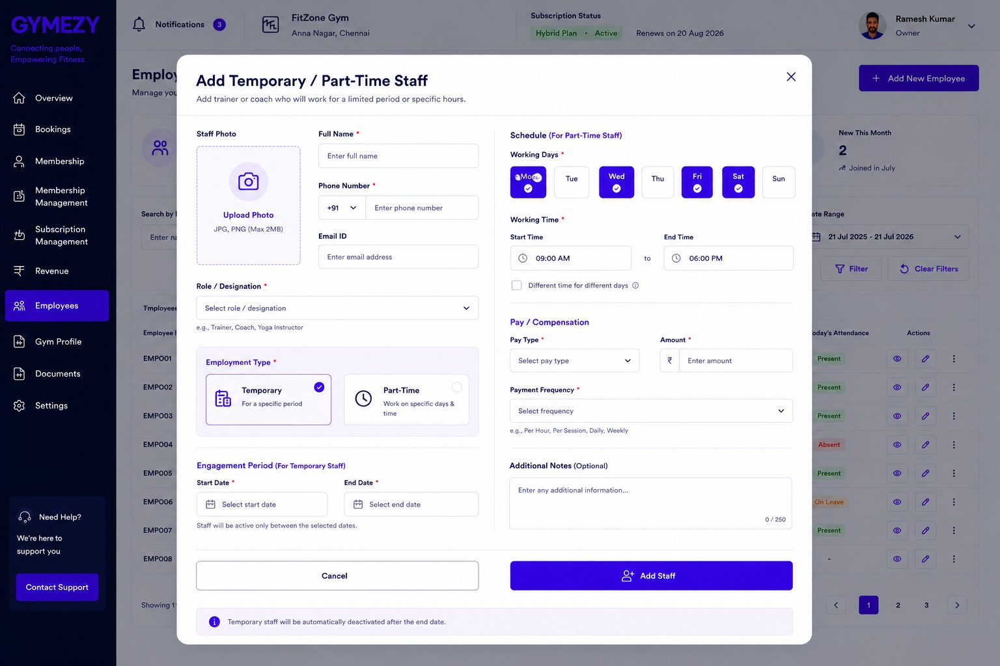 GYMEZY
Connecting people,
Empowering Fitness
Overview
Bookings
Membership
Membership
Management
Subscription
Management
Revenue
Employees
Gym Profile
Documents
Settings
Need Help?
We're here to
support you
Contact Support
Notifications 3
FitZone Gym
Anna Nagar, Chennai
Subscription Status
Hybrid Plan • Active Renews on 20 Aug 2026
Ramesh Kumar
Owner
Manage you
+ Add New Employee
New This Month
2
Joined in July
Search by
21 Jul 2025 - 21 Jul 2026
Filter
Clear Filters
Tmployees
Employee
Attendance
Actions
EMPO01
Present
EMPO02
Present
EMPO03
Present
EMPO04
Absent
EMP005
Present
EMPO06
On Leave
EMP007
Present
EMP008
-
Showing 1
1 2 3
Add Temporary / Part-Time Staff
Add trainer or coach who will work for a limited period or specific hours.
Staff Photo
Upload Photo
JPG, PNG (Max 2MB)
Full Name *
Enter full name
Phone Number *
+91
Enter phone number
Email ID
Enter email address
Role / Designation *
Select role / designation
e.g., Trainer, Coach, Yoga Instructor
Employment Type *
Temporary
For a specific period
Part-Time
Work on specific days &
time
Engagement Period (For Temporary Staff)
Start Date *
Select start date
End Date *
Select end date
Staff will be active only between the selected dates.
Schedule (For Part-Time Staff)
Working Days *
Tue Wed Thu Fri Sat Sun
Working Time *
Start Time
09:00 AM
to
End Time
06:00 PM
Different time for different days
Pay / Compensation
Pay Type *
Select pay type
Amount *
₹ Enter amount
Payment Frequency *
Select frequency
e.g., Per Hour, Per Session, Daily, Weekly
Additional Notes (Optional)
Enter any additional information...
0 / 250
Cancel
Add Staff
Temporary staff will be automatically deactivated after the end date.